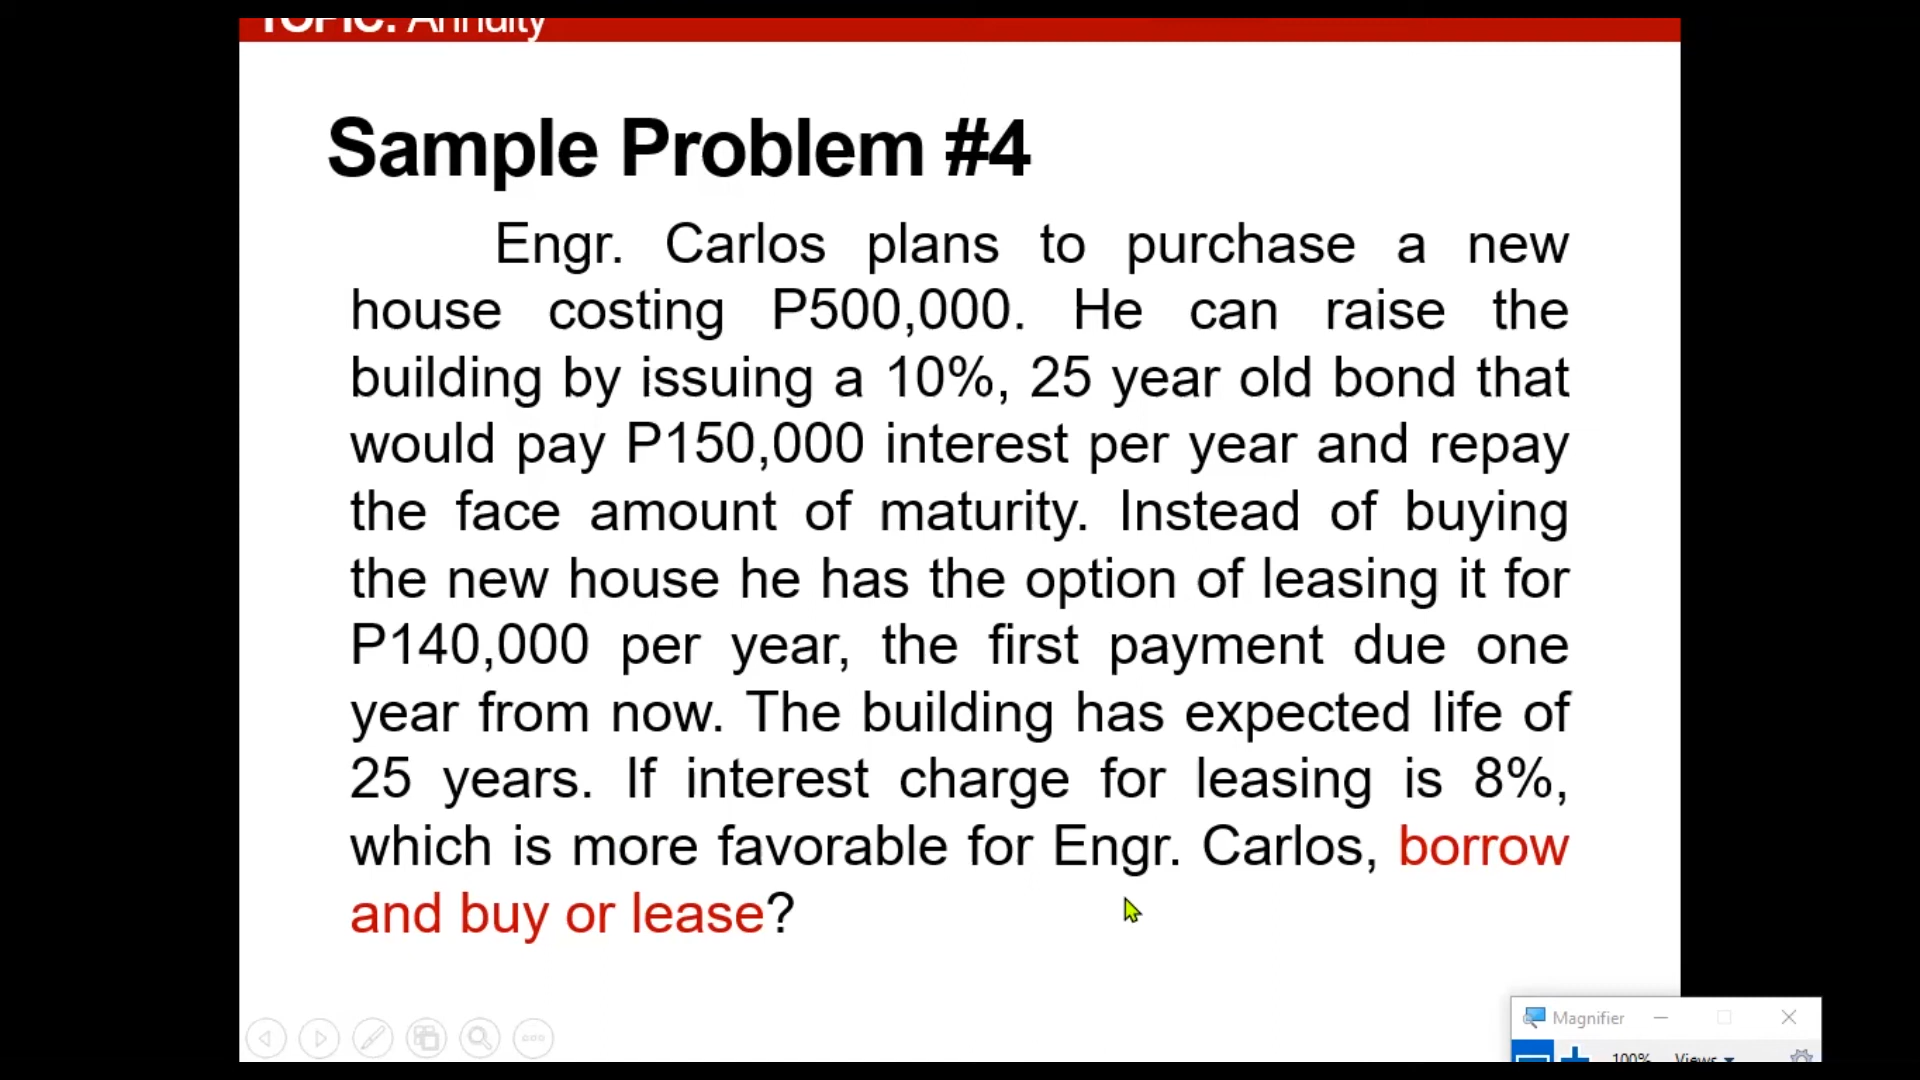 TOPIC: Annuity
Sample Problem #4
Engr. Carlos plans to purchase a new
house costing P500,000. He can raise the
building by issuing a 10%, 25 year old bond that
would pay P150,000 interest per year and repay
the face amount of maturity. Instead of buying
the new house he has the option of leasing it for
P140,000 per year, the first payment due one
year from now. The building has expected life of
25 years. If interest charge for leasing is 8%,
which is more favorable for Engr. Carlos, borrow
and buy or lease?
Magnifier
100% Views